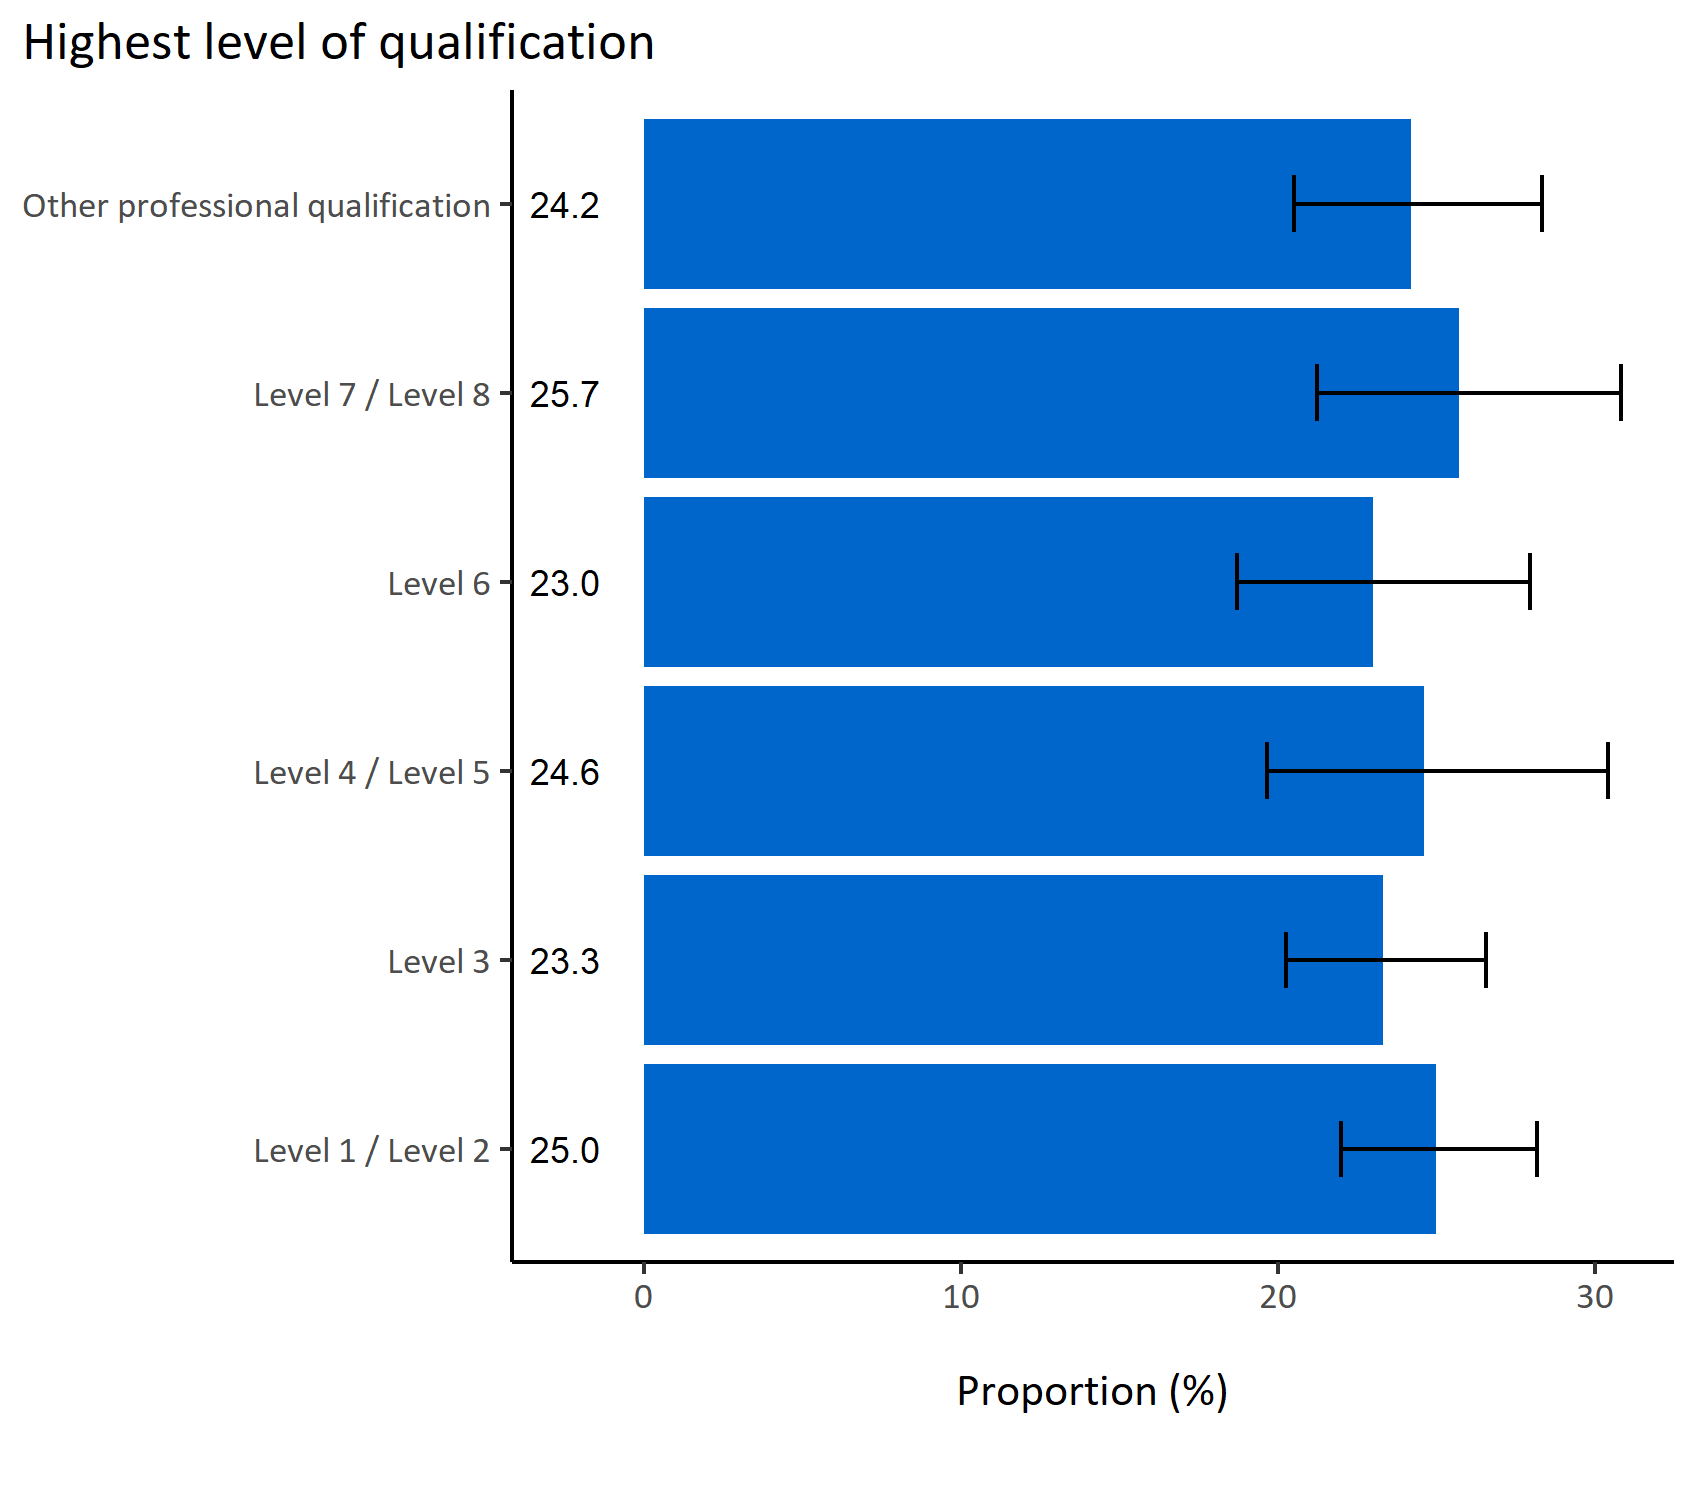 Highest level of qualification
Other professional qualification 24.2
Level 7 / Level 8 25.7
Level 6 23.0
Level 4 / Level 5 24.6
Level 3 23.3
Level 1 / Level 2 25.0
0 10 20 30
Proportion (%)